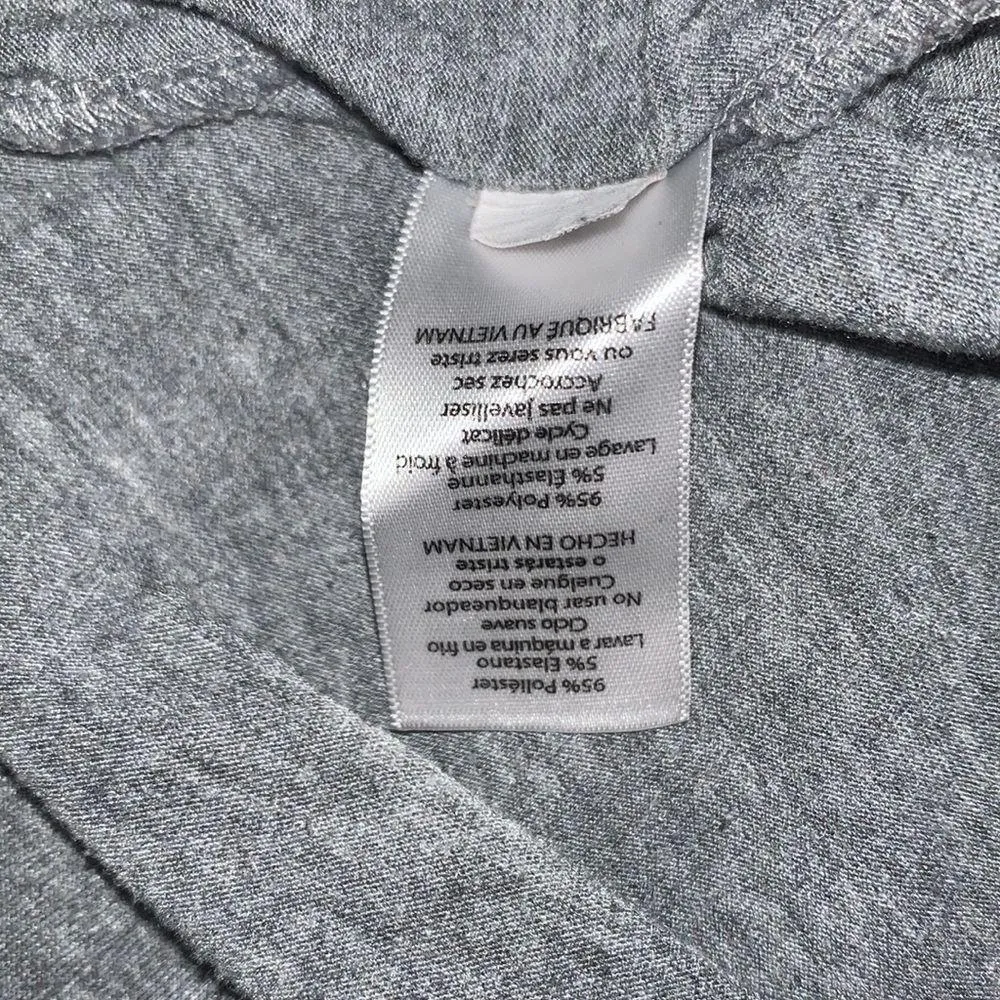 95% Poliéster
5% Elastano
Lavar a máquina en frio
Ciclo suave
No usar blanqueador
Cuelgue en seco
o estarás triste
HECHO EN VIETNAM
95% Polyester
5% Elasthanne
Lavage en machine à froid
Cycle délicat
Ne pas javelliser
Accrochez sec
ou vous serez triste
FABRIQUÉ AU VIETNAM